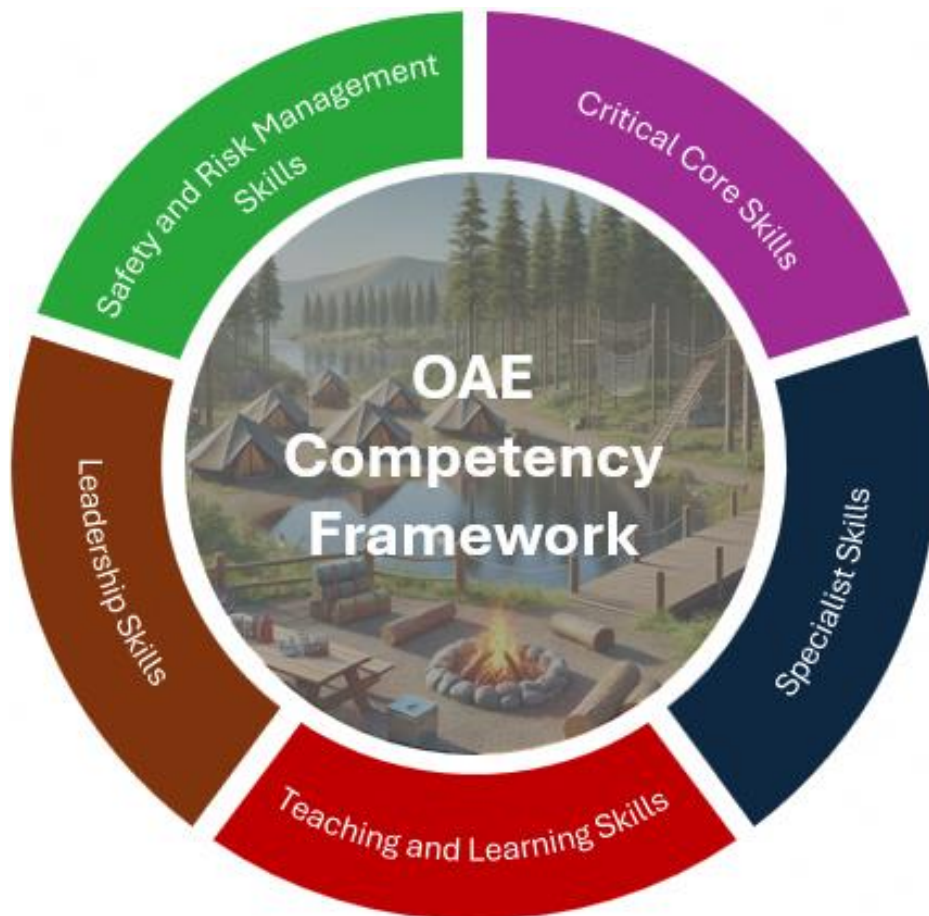 OAE
Competency
Framework
Critical Core Skills
Specialist Skills
Teaching and Learning Skills
Leadership Skills
Safety and Risk Management
Skills